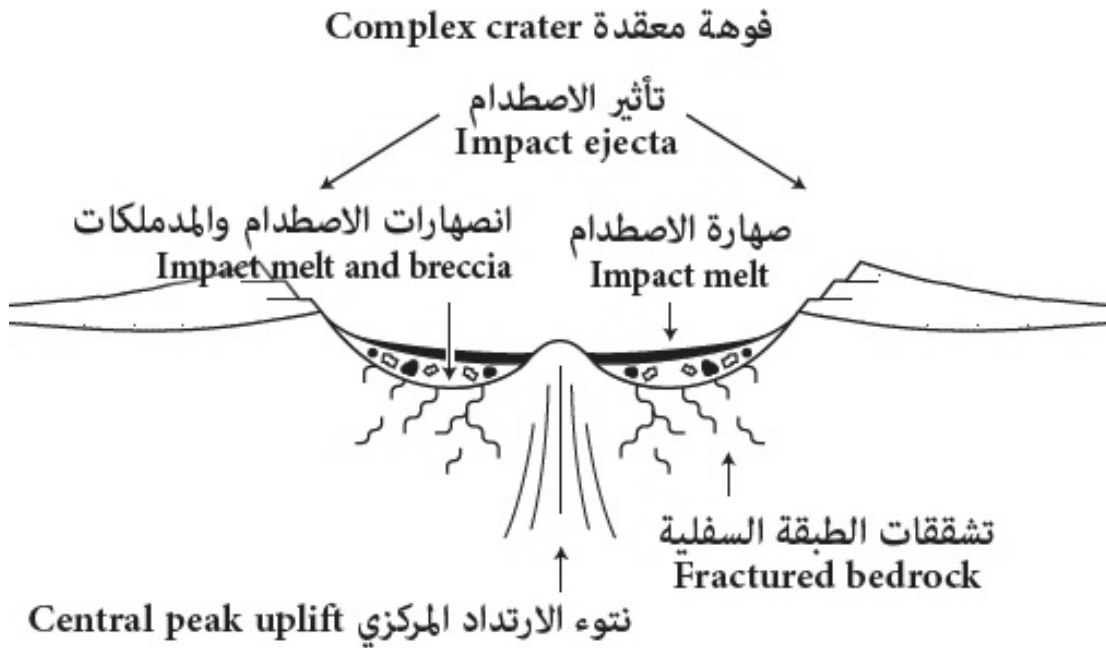 فوهة معقدة Complex crater
تأثير الاصطدام
Impact ejecta
انصهارات الاصطدام والمدملكات
Impaet melt and breccia
صهارة الاصطدام
Impact melt
تشققات الطبقة السفلية
Fractured bedrock
نتوء الارتداد المركزي Central peak uplift